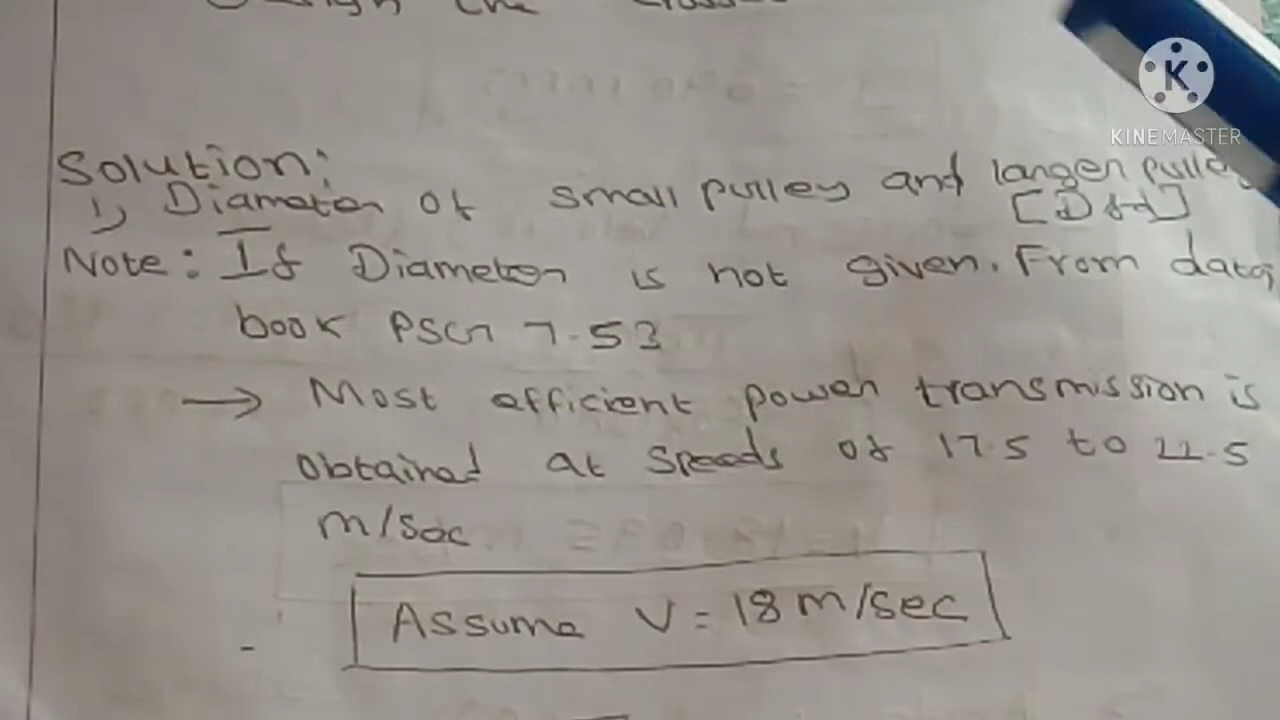 KINEMASTER
Solution:
1) Diameter of small pulley and larger pulley
[D & d]
Note: If Diameter is not given. From data
book PSG 7.53
→ Most efficient power transmission is
obtained at speeds of 17.5 to 22.5
m/sec.
Assume V = 18 m/sec